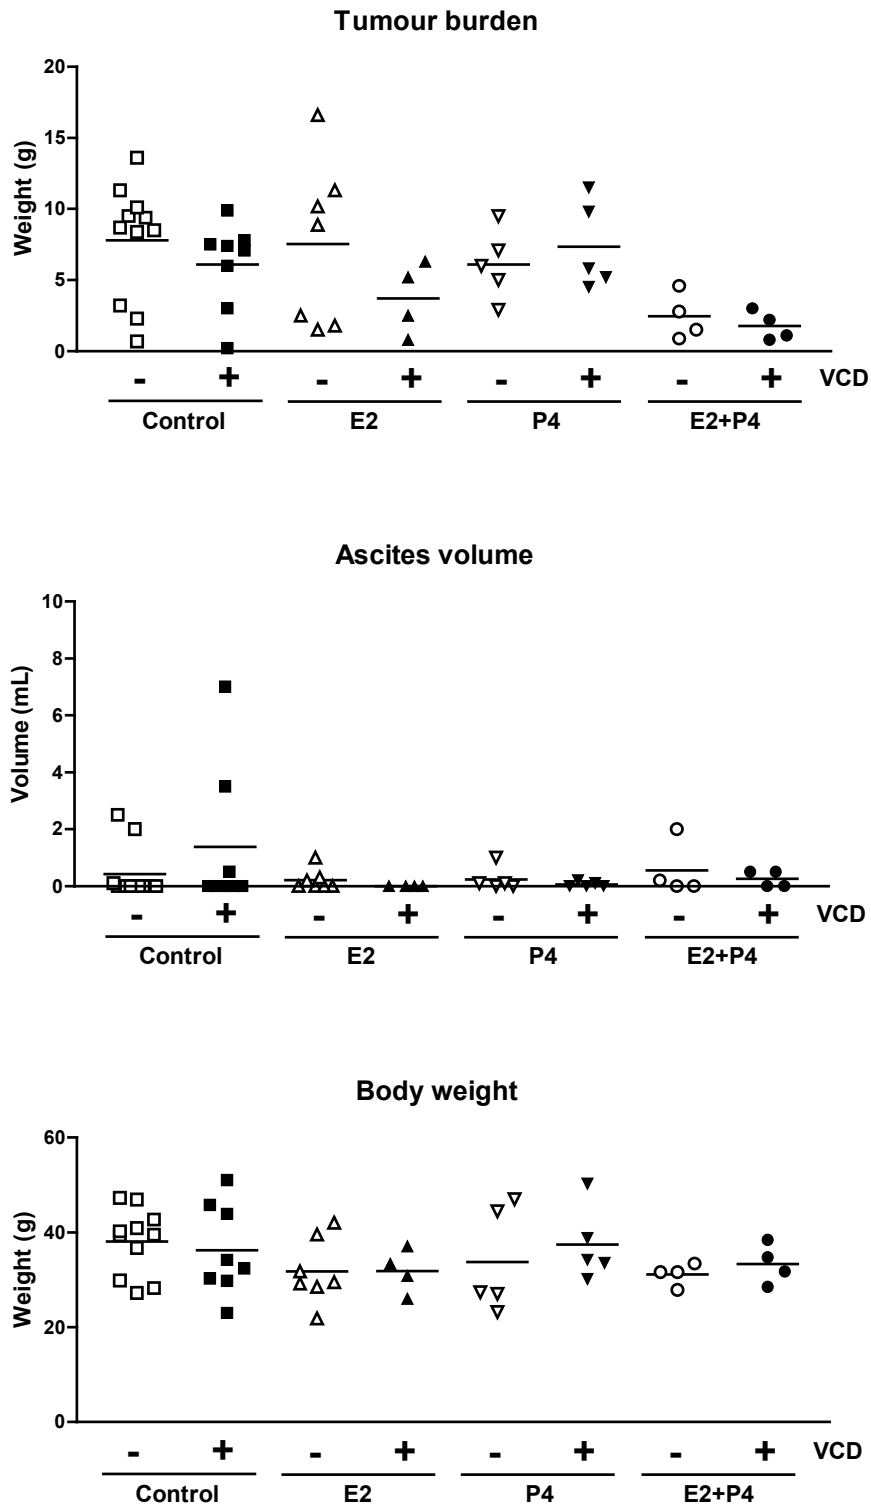 Tumour burden
20
15
10
5
0
Weight (g)
- + - + - + - + VCD
Control E2 P4 E2+P4
Ascites volume
10
8
6
4
2
0
Volume (mL)
- + - + - + - + VCD
Control E2 P4 E2+P4
Body weight
60
40
20
0
Weight (g)
- + - + - + - + VCD
Control E2 P4 E2+P4